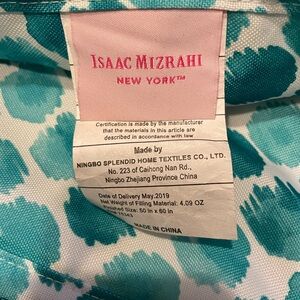 ISAAC MIZRAHI
NEW YORK™
Certification is made by the manufacturer
that the materials in this article are
described in accordance with law
Made by
NINGBO SPLENDID HOME TEXTILES CO., LTD.
No. 223 of Caihong Nan Rd.,
Ningbo Zhejiang Province China
Date of Delivery May,2019
Net Weight of Filling Material: 4.09 OZ
Finished Size: 50 in x 60 in
MADE IN CHINA